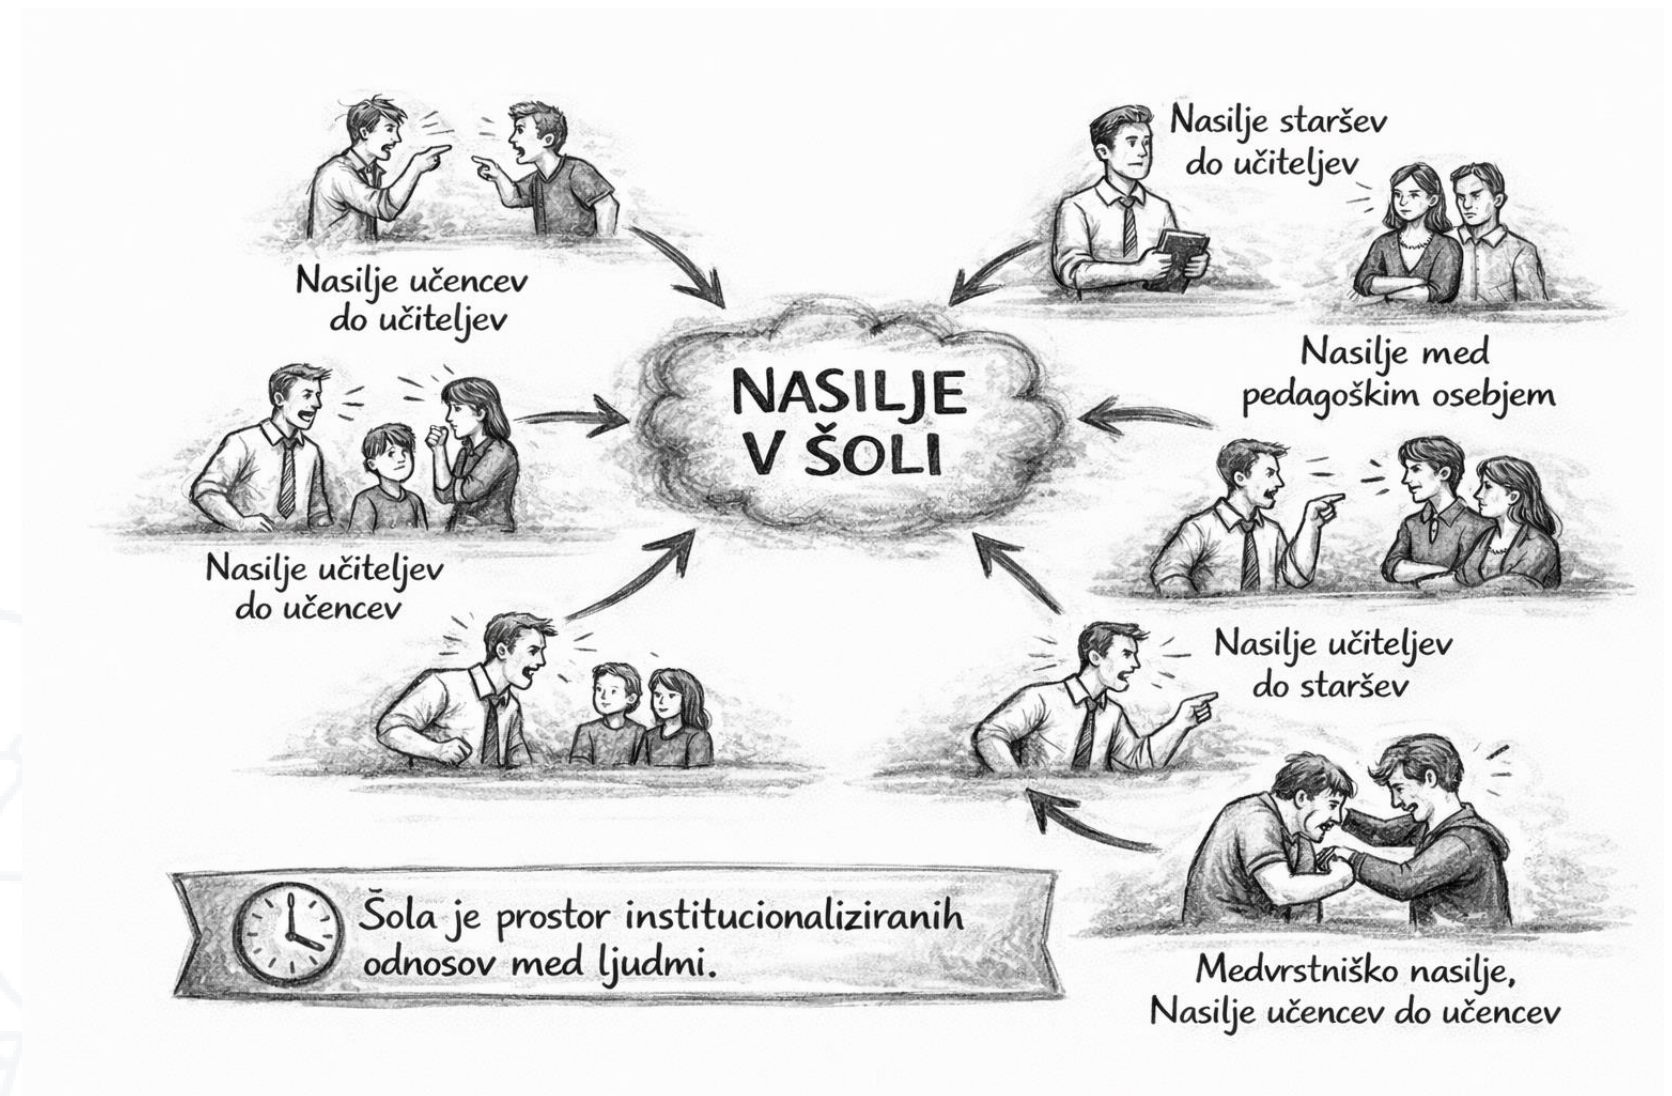 Nasilje učencev
do učiteljev
Nasilje staršev
do učiteljev
NASILJE
V ŠOLI
Nasilje med
pedagoškim osebjem
Nasilje učiteljev
do učencev
Nasilje učiteljev
do staršev
Šola je prostor institucionaliziranih
odnosov med ljudmi.
Medvrstniško nasilje,
Nasilje učencev do učencev